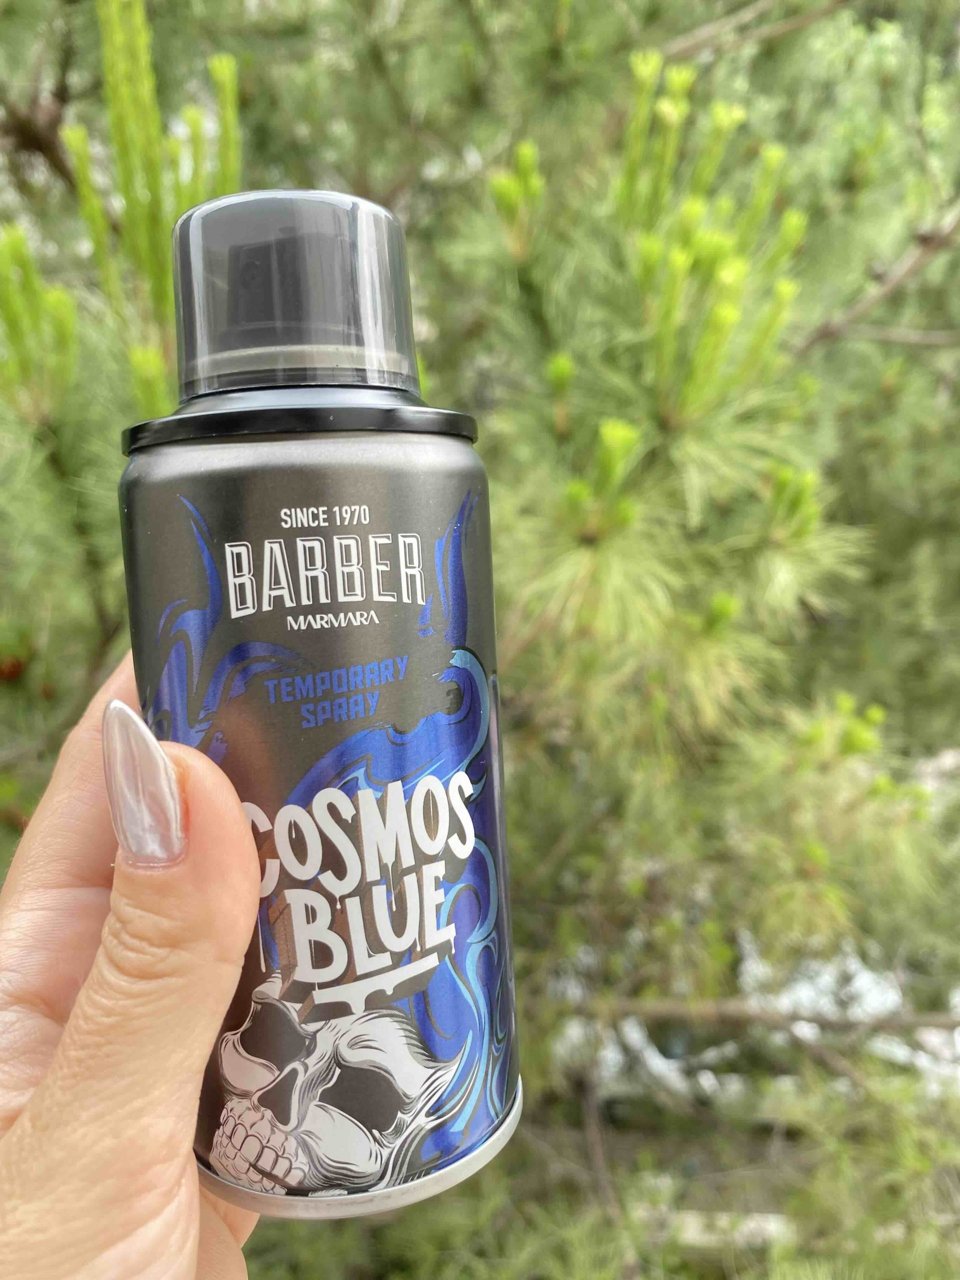 SINCE 1970
BARBER
MARMARA
TEMPORARY
SPRAY
COSMOS
BLUE